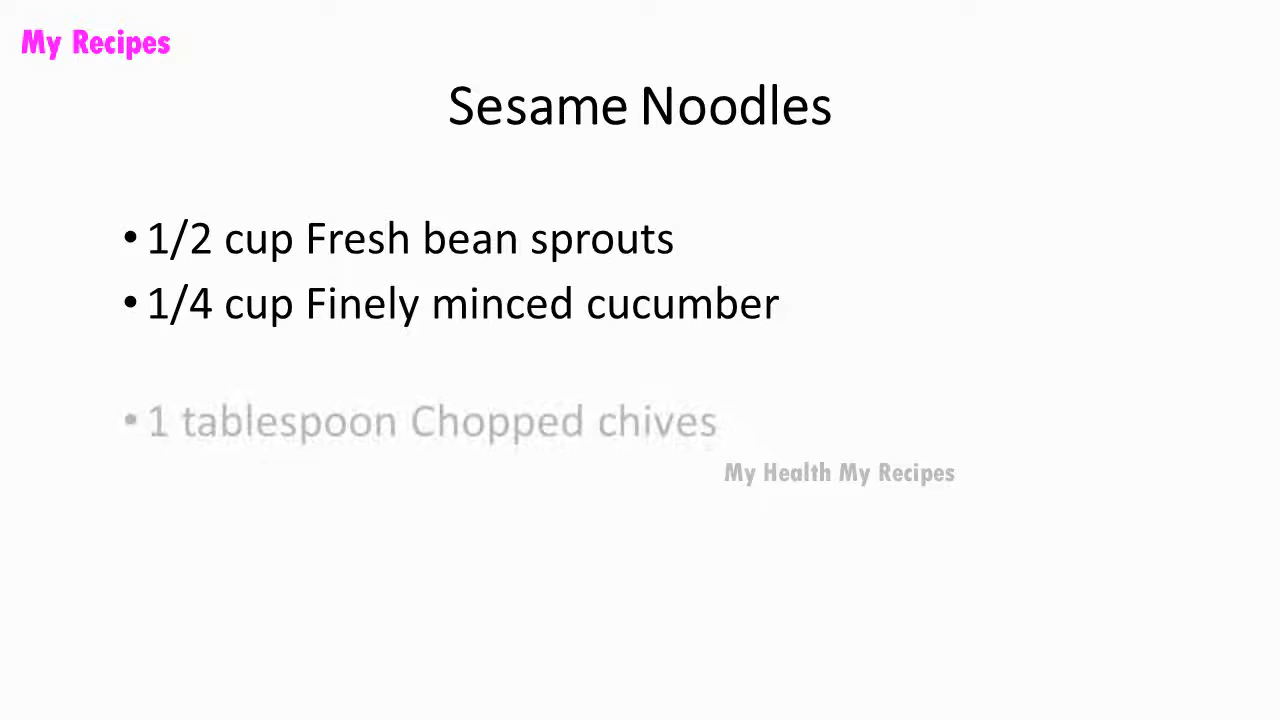 My Recipes
Sesame Noodles
• 1/2 cup Fresh bean sprouts
• 1/4 cup Finely minced cucumber
• 1 tablespoon Chopped chives
My Health My Recipes